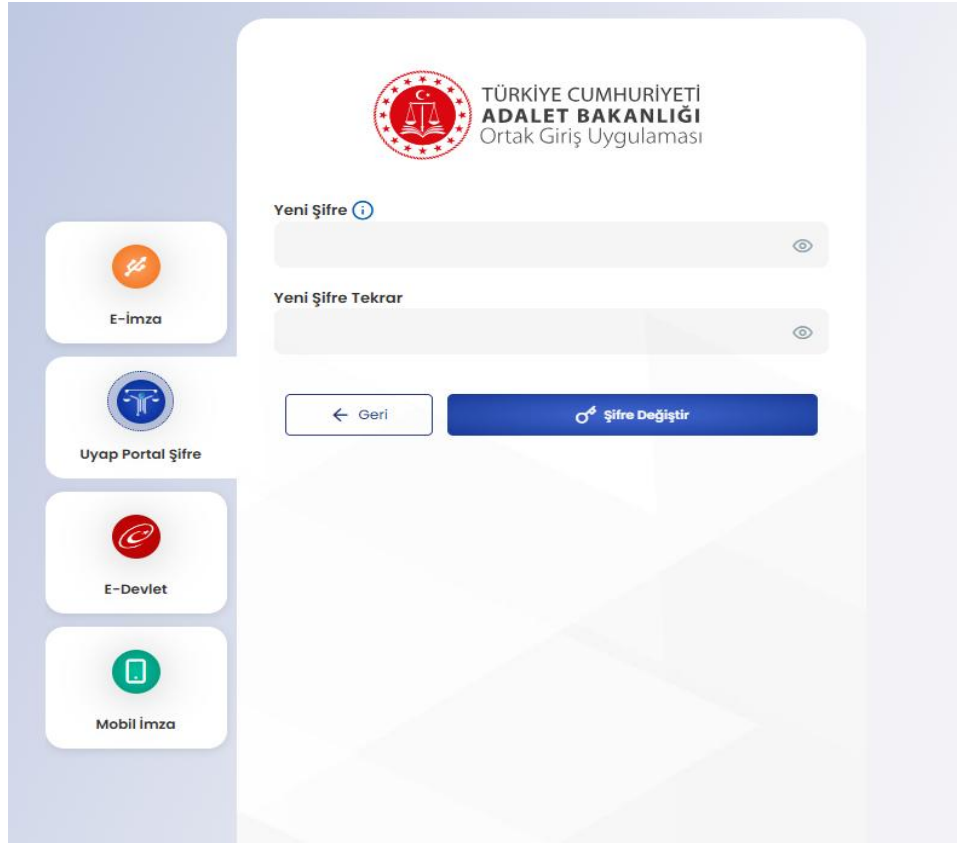 TÜRKİYE CUMHURİYETİ
ADALET BAKANLIĞI
Ortak Giriş Uygulaması
Yeni Şifre
Yeni Şifre Tekrar
Geri
Şifre Değiştir
E-İmza
Uyap Portal Şifre
E-Devlet
Mobil İmza